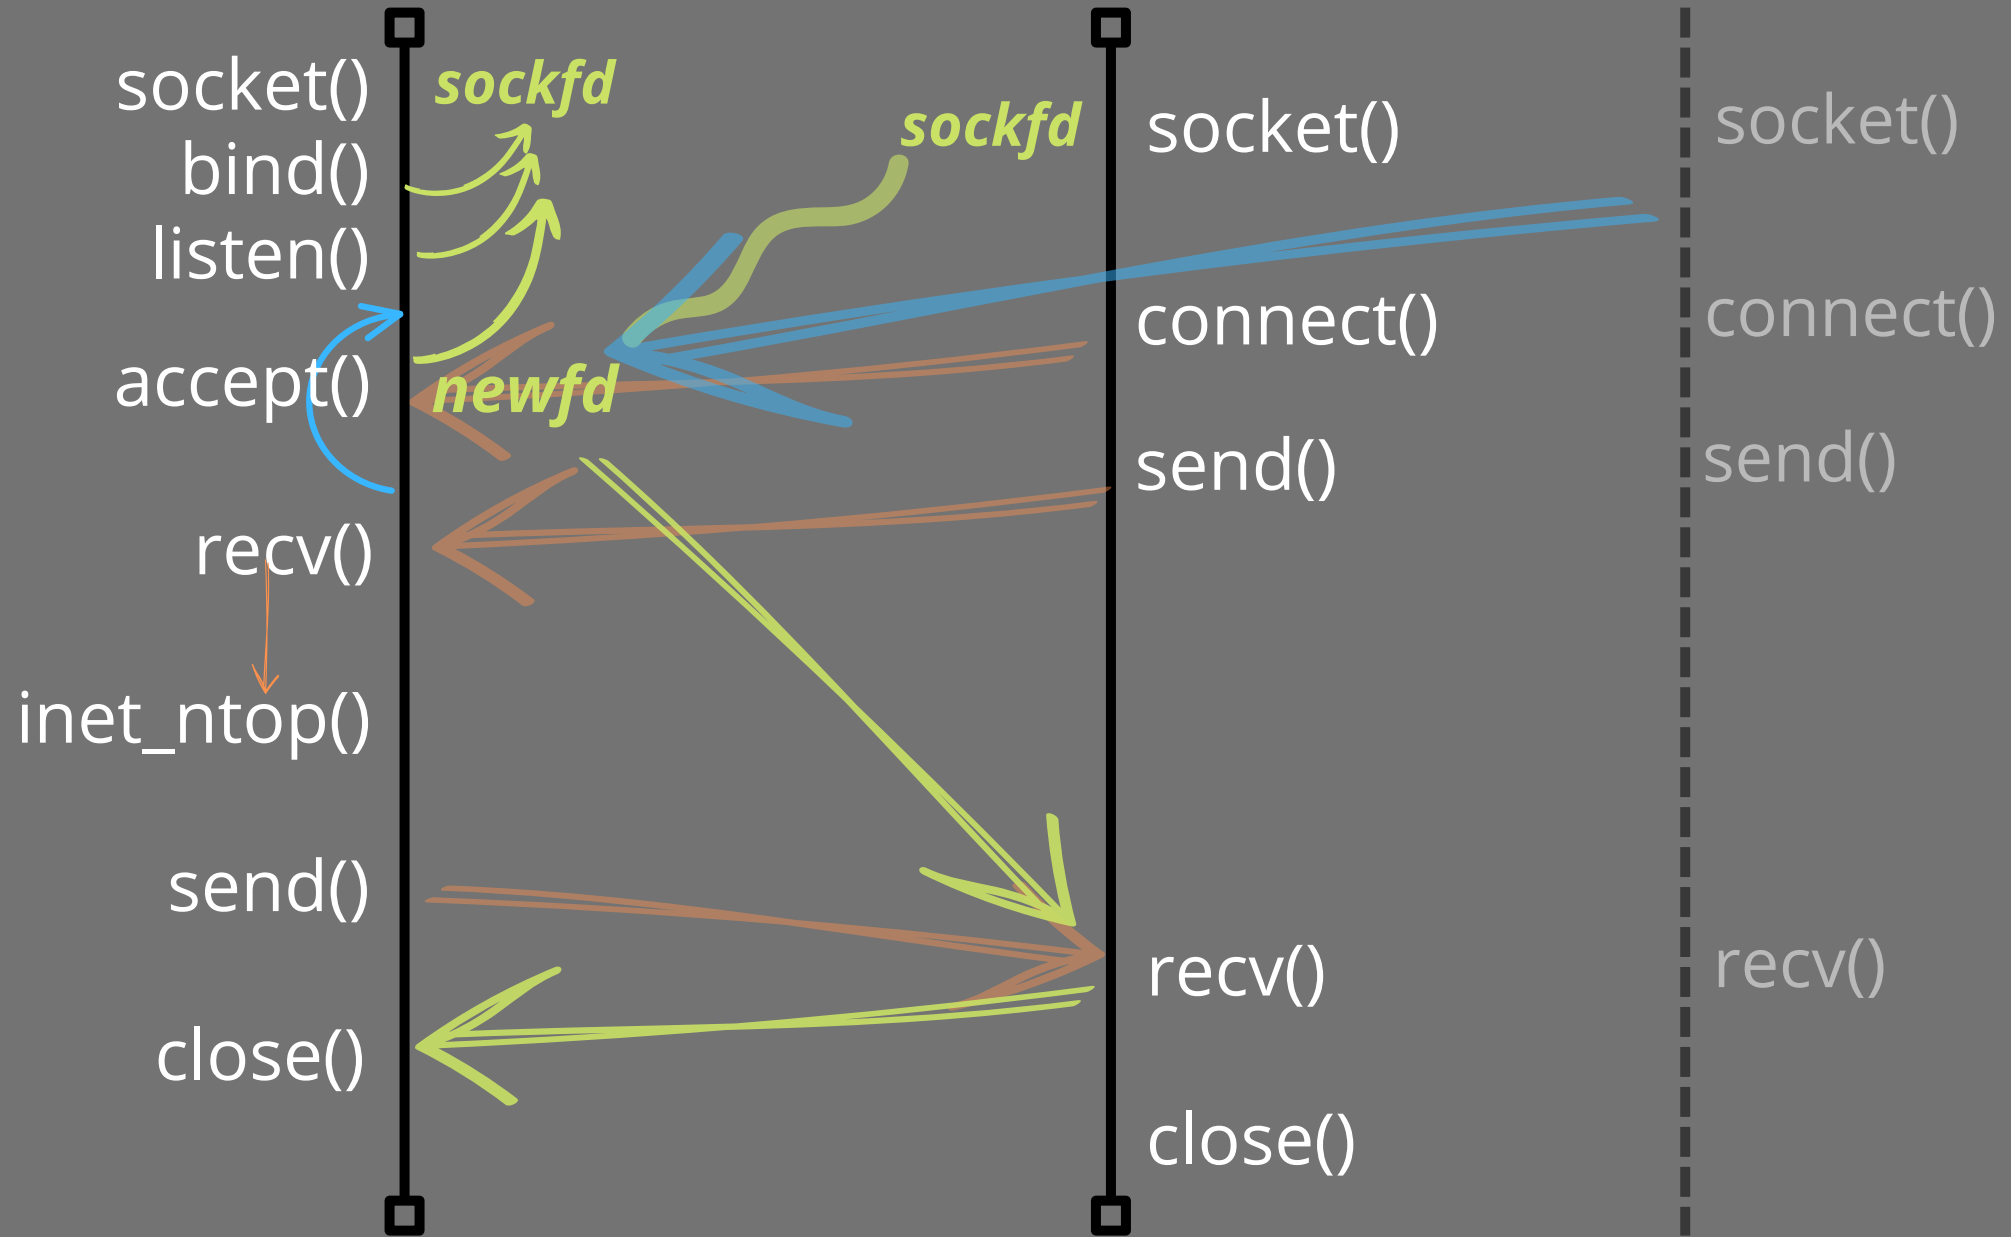 socket()
bind()
listen()
accept()
recv()
inet_ntop()
send()
close()
sockfd
newfd
sockfd
socket()
connect()
send()
recv()
close()
socket()
connect()
send()
recv()